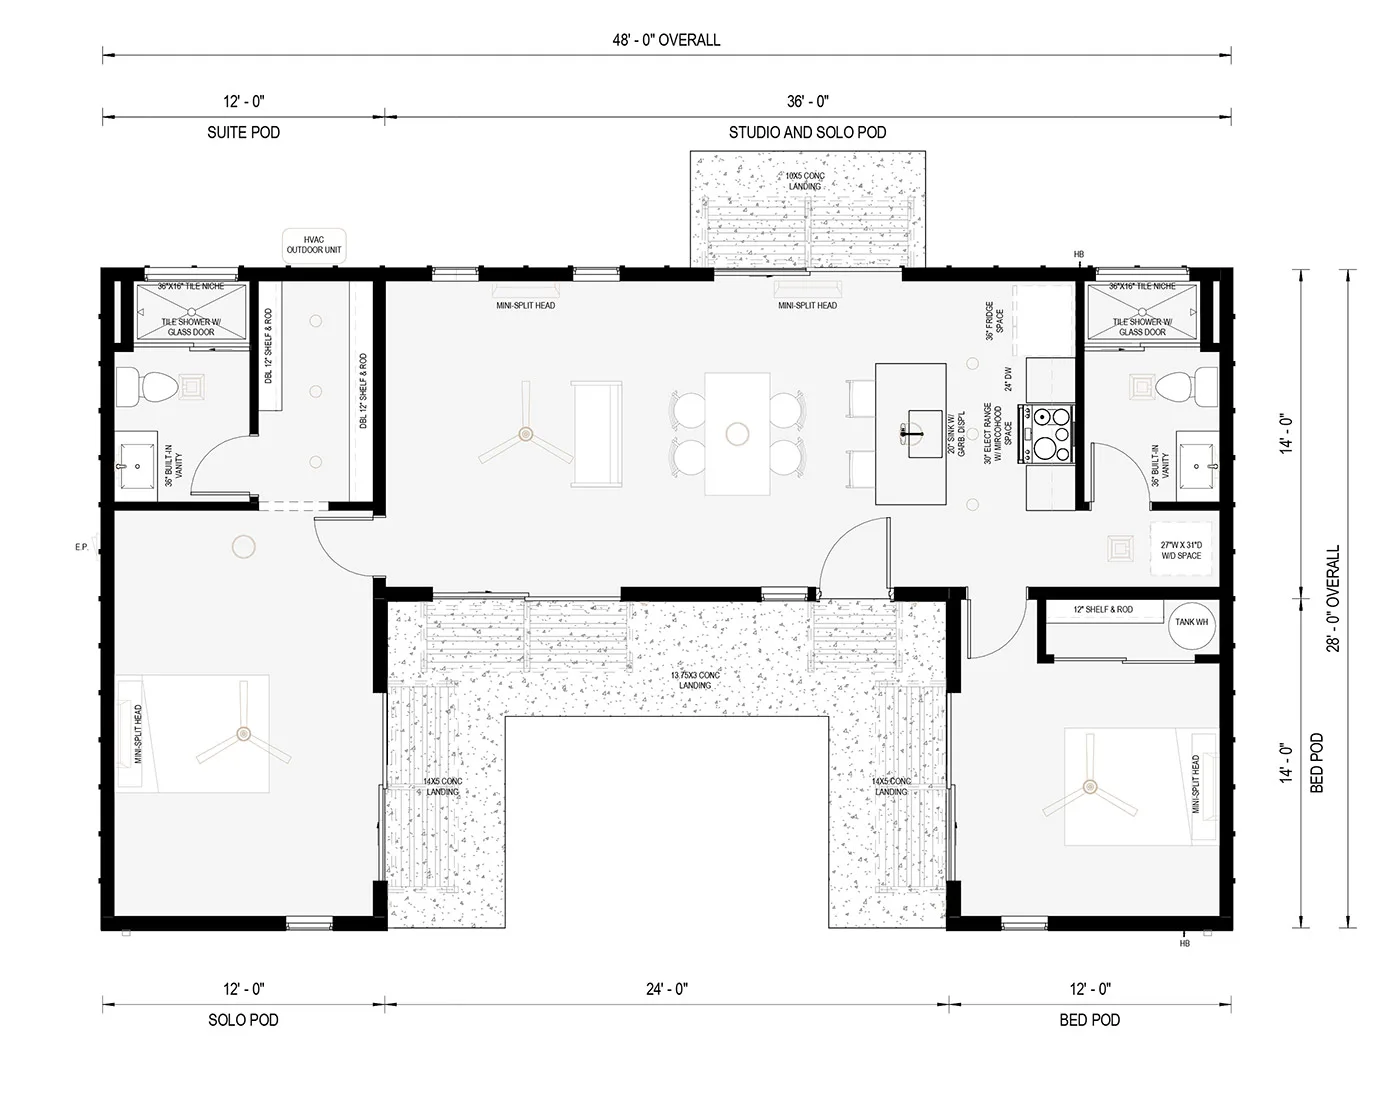 48' - 0" OVERALL
12' - 0"
36' - 0"
SUITE POD
STUDIO AND SOLO POD
10X5 CONC
LANDING
HVAC
OUTDOOR UNIT
HB
36"X16" TILE NICHE
TILE SHOWER W/
GLASS DOOR
DBL 12" SHELF & ROD
DBL 12" SHELF & ROD
MINI-SPLIT HEAD
MINI-SPLIT HEAD
36" FRIDGE
SPACE
24" DW
30" ELECT RANGE
W/ MIRCOHOOD
SPACE
20" SINK W/
GARB. DISP'L
36"X16" TILE NICHE
TILE SHOWER W/
GLASS DOOR
36" BUILT-IN
VANITY
36" BUILT-IN
VANITY
14' - 0"
E.P.
27"W X 31"D
W/D SPACE
28' - 0" OVERALL
12" SHELF & ROD
TANK WH
13.75X3 CONC
LANDING
MINI-SPLIT HEAD
14X5 CONC
LANDING
14X5 CONC
LANDING
MINI-SPLIT HEAD
14' - 0"
BED POD
HB
12' - 0"
24' - 0"
12' - 0"
SOLO POD
BED POD